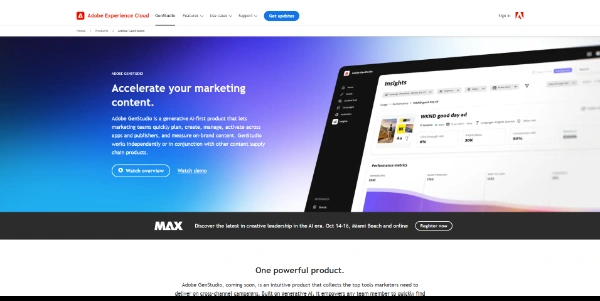 Adobe Experience Cloud GenStudio Features Use cases Support Get updates Sign in
Home Products Adobe GenStudio
ADOBE GENSTUDIO
Accelerate your marketing
content.
Adobe GenStudio is a generative AI-first product that lets
marketing teams quickly plan, create, manage, activate across
apps and publishers, and measure on-brand content. GenStudio
works independently or in conjunction with other content supply
chain products.
Watch overview Watch demo
Adobe GenStudio
Insights
WKND good day ad
Performance metrics
MAX Discover the latest in creative leadership in the AI era. Oct 14-16, Miami Beach and online Register now
One powerful product.
Adobe GenStudio, coming soon, is an intuitive product that collects the top tools marketers need to
deliver on cross-channel campaigns. Built on generative AI, it empowers any team member to quickly find